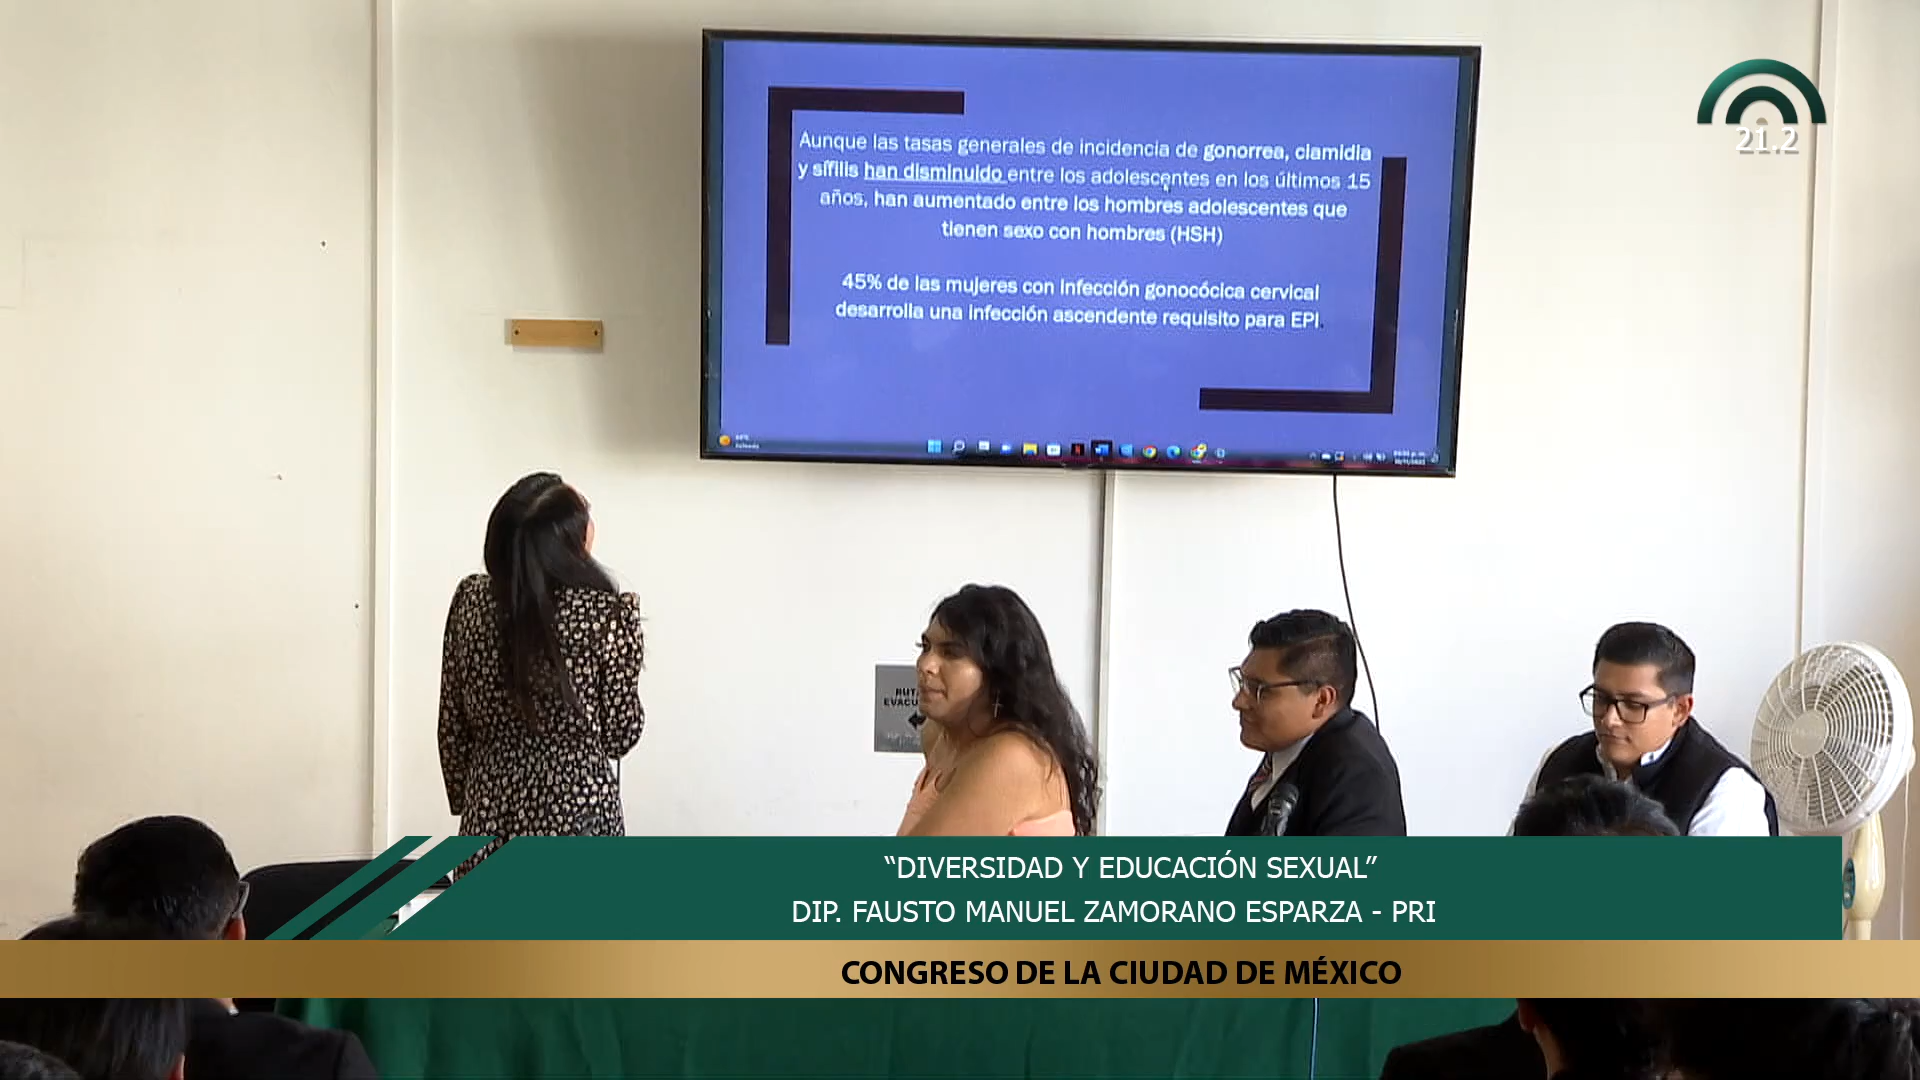 21.2
Aunque las tasas generales de incidencia de gonorrea, clamidia
y sífilis han disminuido entre los adolescentes en los últimos 15
años, han aumentado entre los hombres adolescentes que
tienen sexo con hombres (HSH)
45% de las mujeres con infección gonocócica cervical
desarrolla una infección ascendente requisito para EPI.
“DIVERSIDAD Y EDUCACIÓN SEXUAL”
DIP. FAUSTO MANUEL ZAMORANO ESPARZA - PRI
CONGRESO DE LA CIUDAD DE MÉXICO